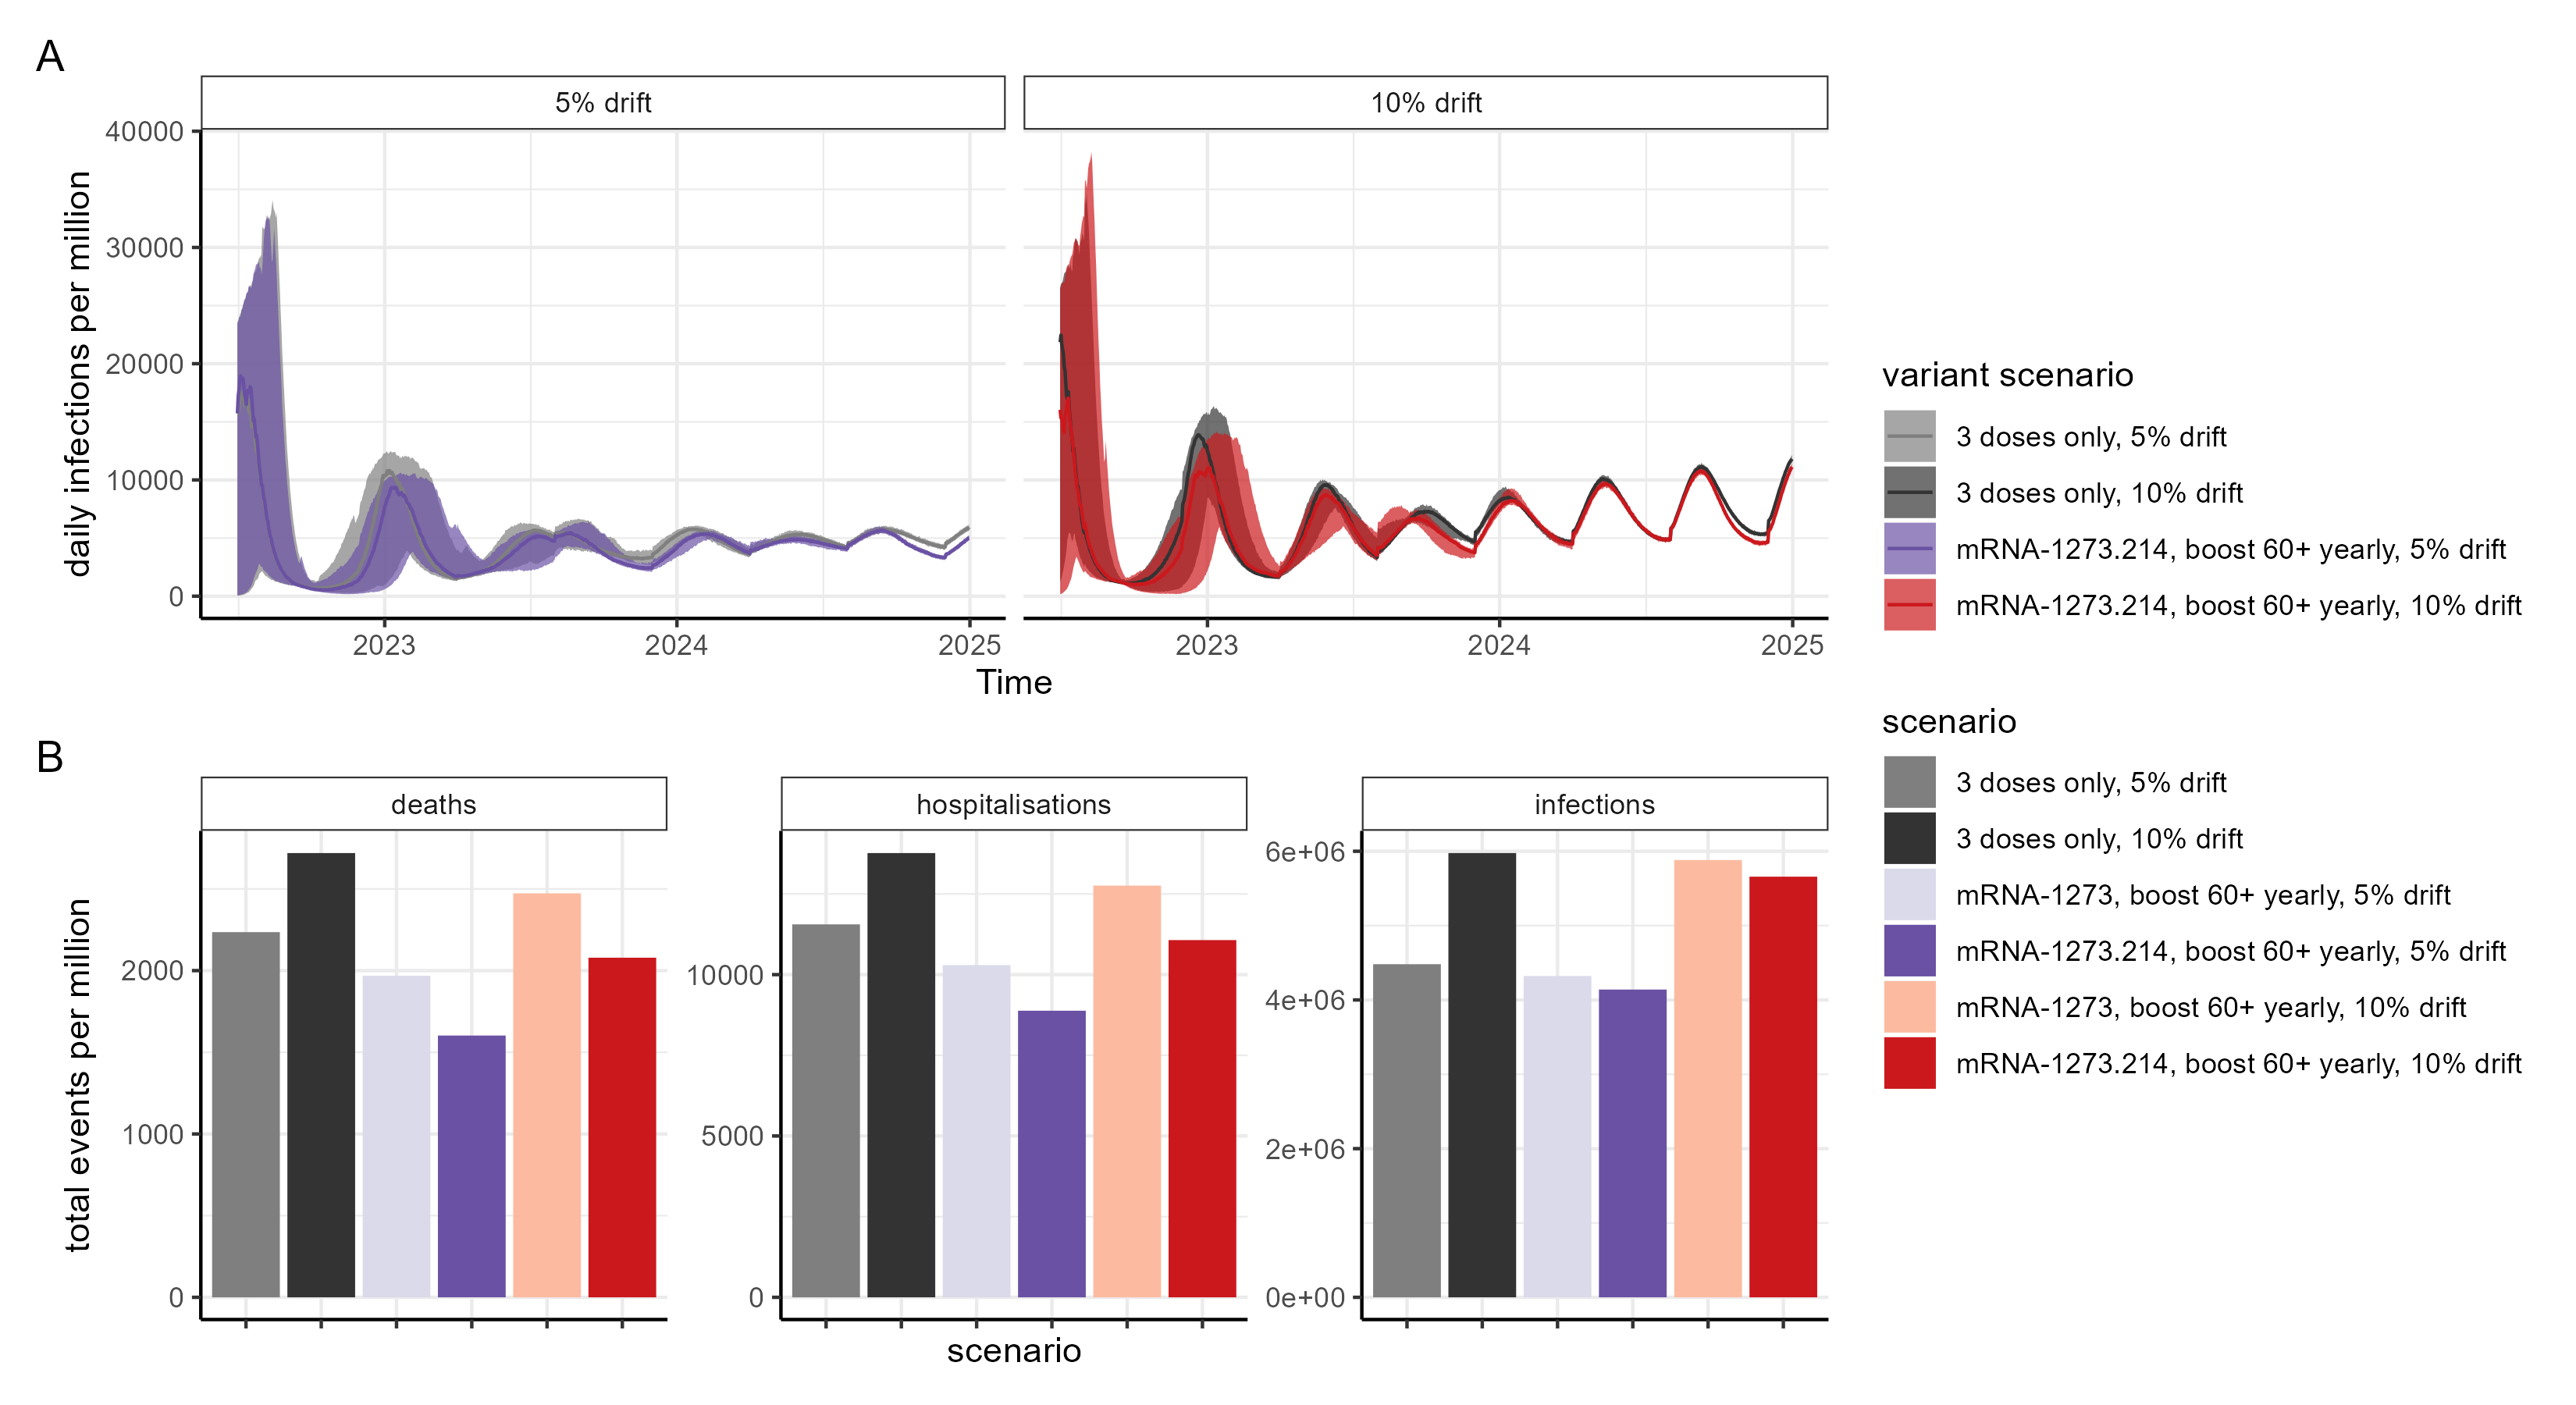 A
5% drift
10% drift
daily infections per million
40000
30000
20000
10000
0
2023
2024
2025
2023
2024
2025
Time
variant scenario
3 doses only, 5% drift
3 doses only, 10% drift
mRNA-1273.214, boost 60+ yearly, 5% drift
mRNA-1273.214, boost 60+ yearly, 10% drift
B
deaths
hospitalisations
infections
total events per million
2000
1000
0
10000
5000
0
6e+06
4e+06
2e+06
0e+00
scenario
scenario
3 doses only, 5% drift
3 doses only, 10% drift
mRNA-1273, boost 60+ yearly, 5% drift
mRNA-1273.214, boost 60+ yearly, 5% drift
mRNA-1273, boost 60+ yearly, 10% drift
mRNA-1273.214, boost 60+ yearly, 10% drift